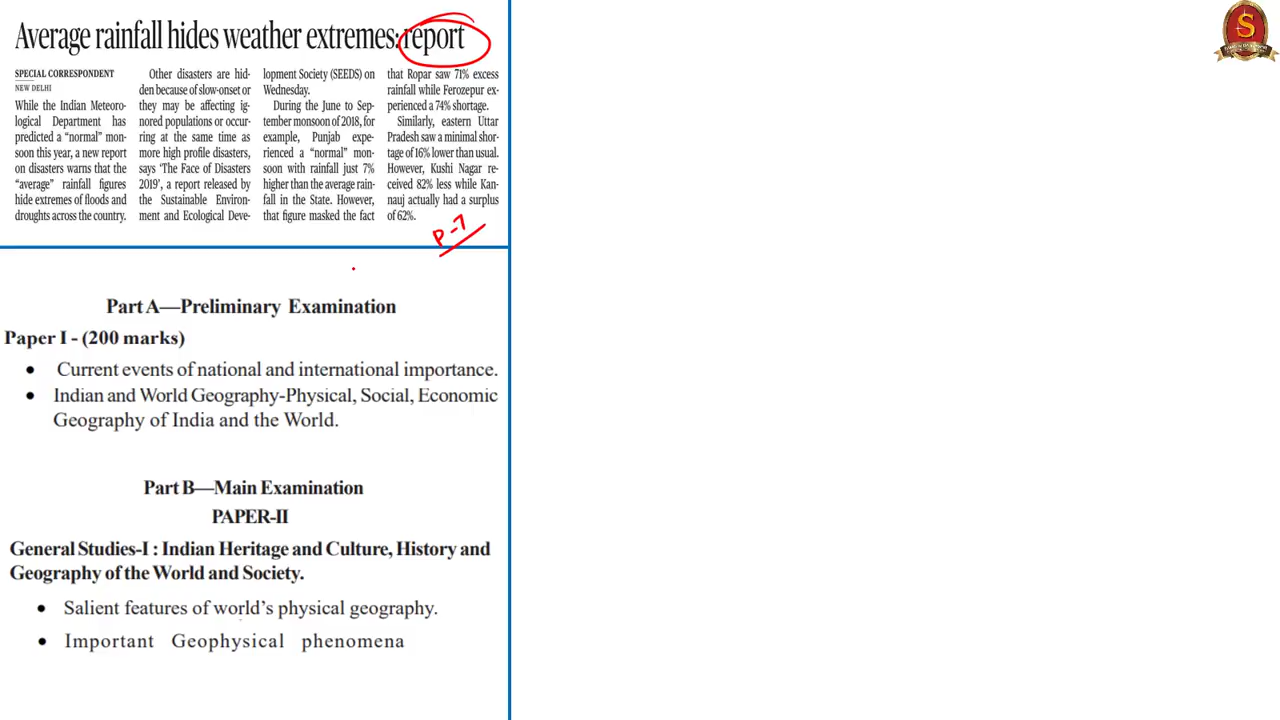 Average rainfall hides weather extremes: report
SPECIAL CORRESPONDENT
NEW DELHI
While the Indian Meteoro-
logical Department has
predicted a “normal” mon-
soon this year, a new report
on disasters warns that the
“average” rainfall figures
hide extremes of floods and
droughts across the country.
Other disasters are hid-
den because of slow-onset or
they may be affecting ig-
nored populations or occur-
ring at the same time as
more high profile disasters,
says ‘The Face of Disasters
2019’, a report released by
the Sustainable Environ-
ment and Ecological Deve-
lopment Society (SEEDS) on
Wednesday.
During the June to Sep-
tember monsoon of 2018, for
example, Punjab expe-
rienced a “normal” mon-
soon with rainfall just 7%
higher than the average rain-
fall in the State. However,
that figure masked the fact
that Ropar saw 71% excess
rainfall while Ferozepur ex-
perienced a 74% shortage.
Similarly, eastern Uttar
Pradesh saw a minimal shor-
tage of 16% lower than usual.
However, Kushi Nagar re-
ceived 82% less while Kan-
nauj actually had a surplus
of 62%.
P-7
Part A—Preliminary Examination
Paper I - (200 marks)
• Current events of national and international importance.
• Indian and World Geography-Physical, Social, Economic
Geography of India and the World.
Part B—Main Examination
PAPER-II
General Studies-I : Indian Heritage and Culture, History and
Geography of the World and Society.
• Salient features of world’s physical geography.
• Important Geophysical phenomena
S